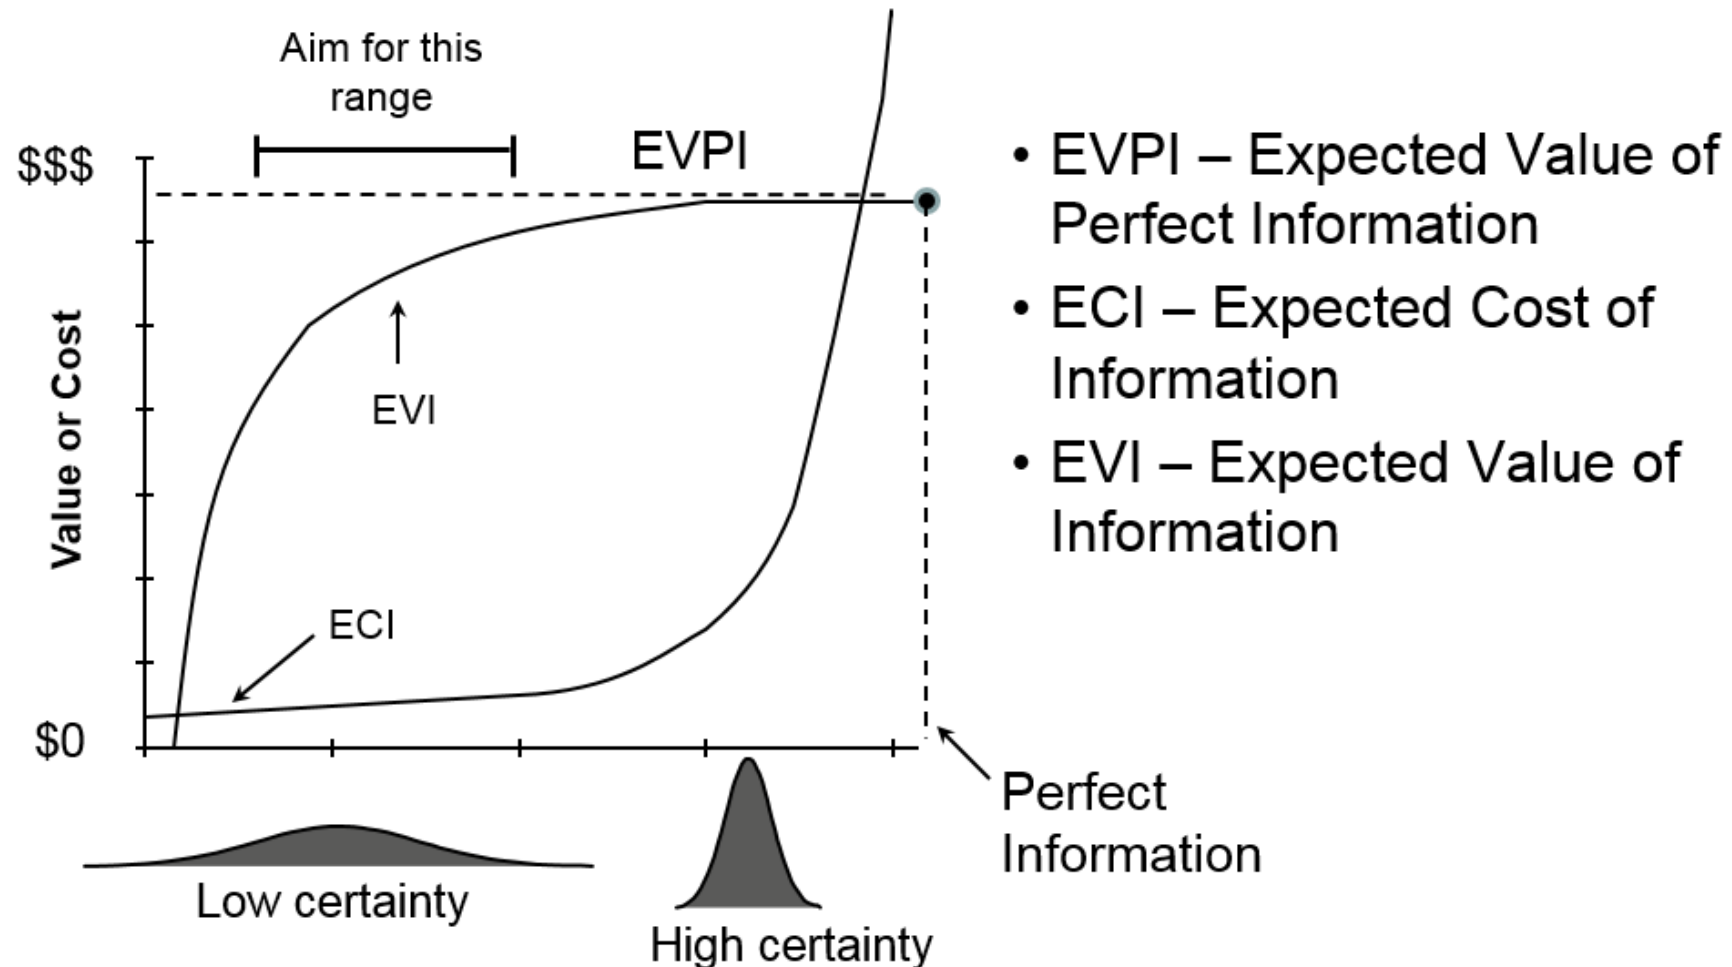 Aim for this
range
EVPI
$$$
Value or Cost
EVI
ECI
$0
Low certainty
High certainty
Perfect
Information
• EVPI – Expected Value of
Perfect Information
• ECI – Expected Cost of
Information
• EVI – Expected Value of
Information